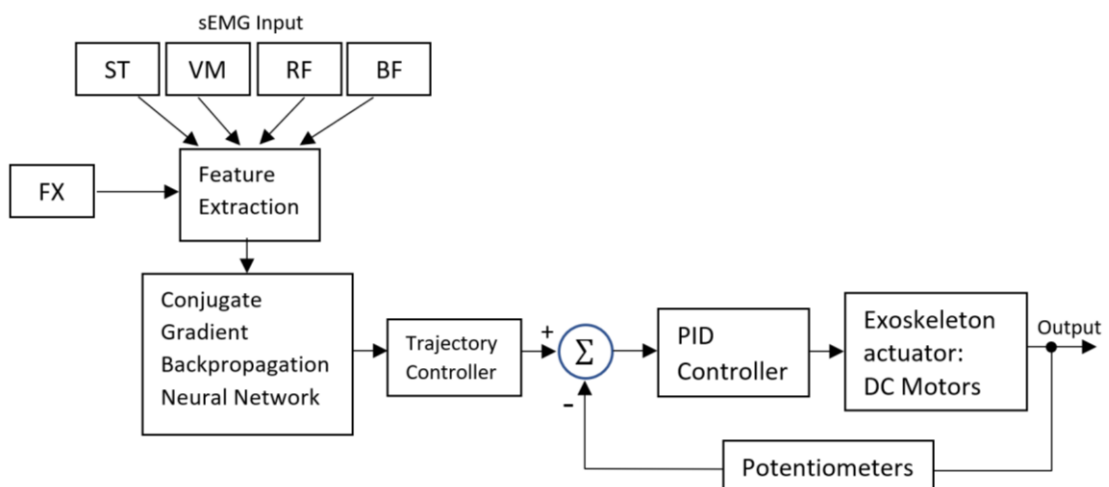 sEMG Input
ST
VM
RF
BF
FX
Feature
Extraction
Conjugate
Gradient
Backpropagation
Neural Network
Trajectory
Controller
+
Σ
-
PID
Controller
Exoskeleton
actuator:
DC Motors
Output
Potentiometers